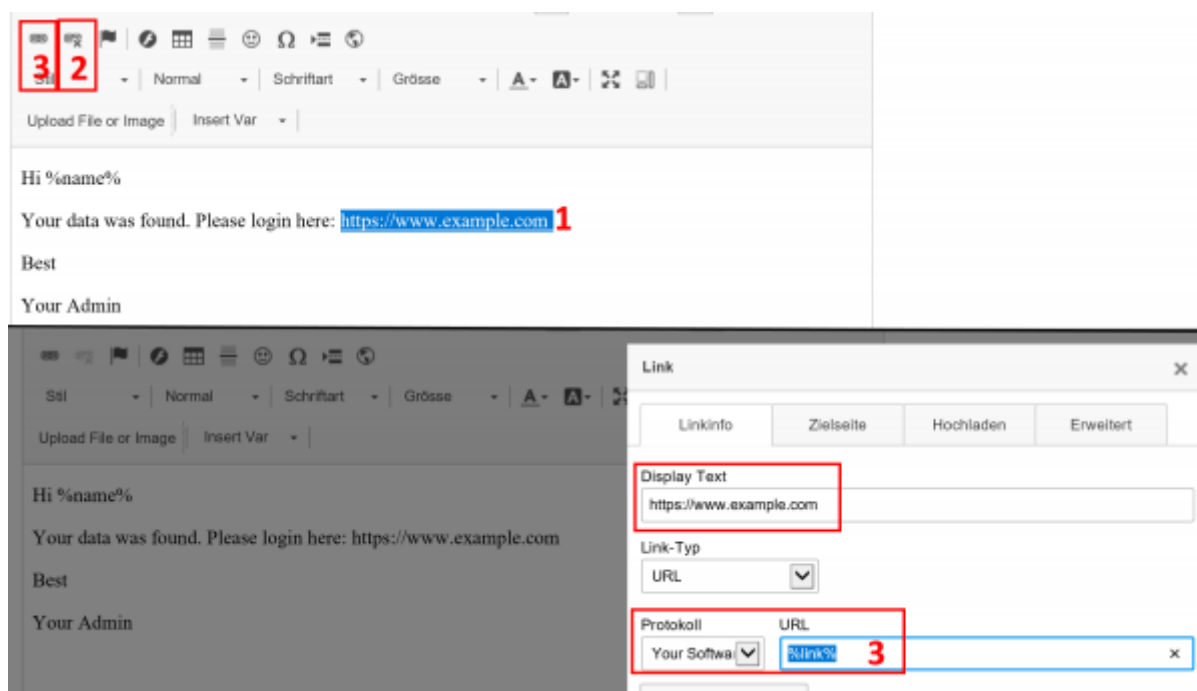 3 2
Stil Normal Schriftart Grösse A A
Upload File or Image Insert Var
Hi %name%
Your data was found. Please login here: https://www.example.com 1
Best
Your Admin
Stil Normal Schriftart Grösse A A
Upload File or Image Insert Var
Hi %name%
Your data was found. Please login here: https://www.example.com
Best
Your Admin
Link ×
Linkinfo Zielseite Hochladen Erweitert
Display Text
https://www.example.com
Link-Typ
URL
Protokoll URL
Your Softwa %link% 3 ×